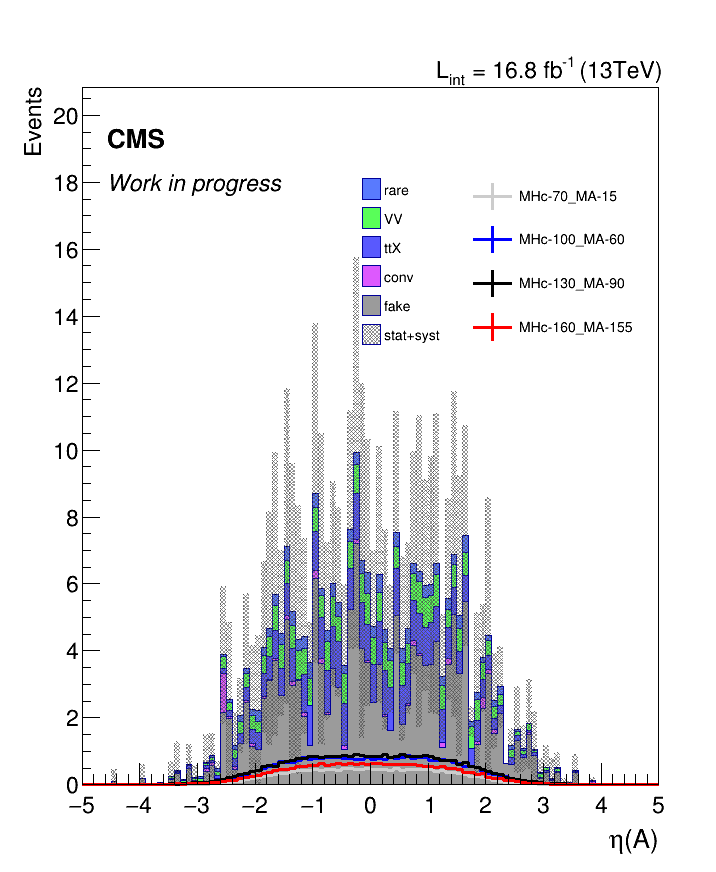 L_int = 16.8 fb^-1 (13TeV)
Events
CMS
Work in progress
rare
VV
ttX
conv
fake
stat+syst
MHc-70_MA-15
MHc-100_MA-60
MHc-130_MA-90
MHc-160_MA-155
20
18
16
14
12
10
8
6
4
2
0
−5 −4 −3 −2 −1 0 1 2 3 4 5
η(A)